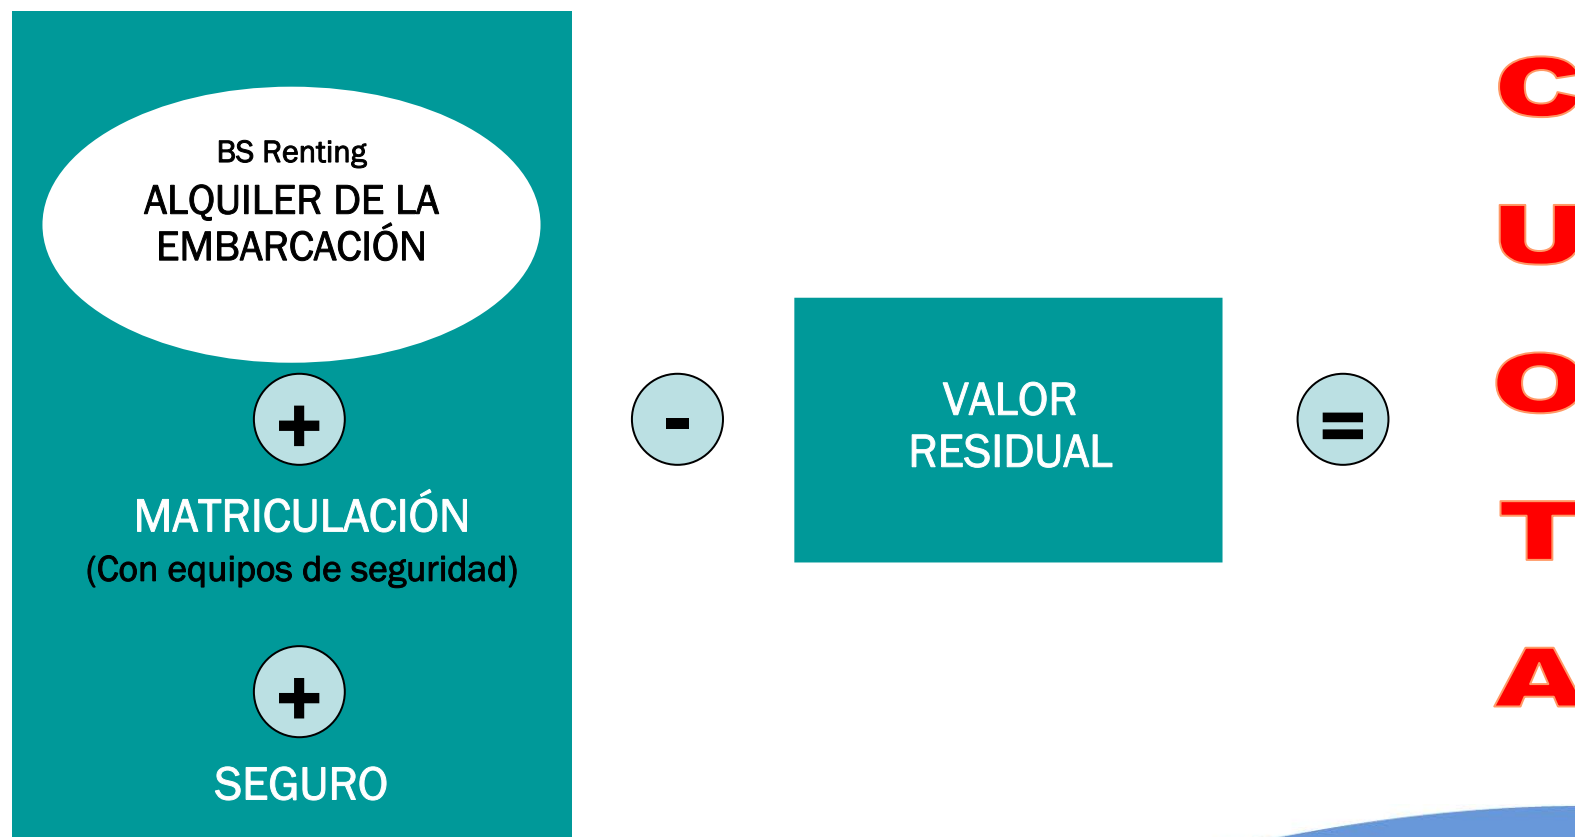 BS Renting
ALQUILER DE LA
EMBARCACIÓN
+
MATRICULACIÓN
(Con equipos de seguridad)
+
SEGURO
-
VALOR
RESIDUAL
=
C
U
O
T
A